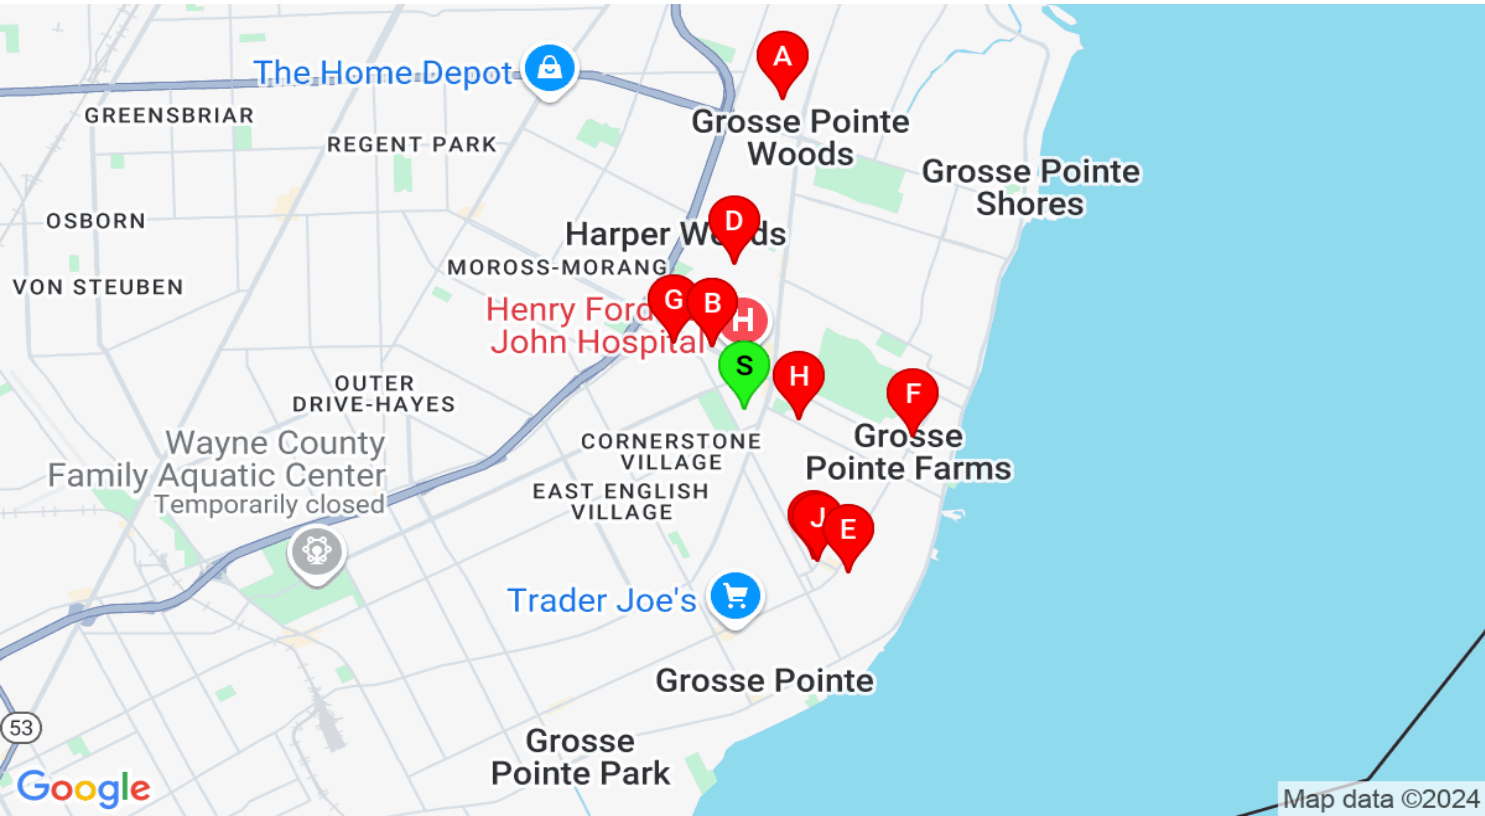 A
The Home Depot
GREENSBRIAR
Grosse Pointe
Woods
REGENT PARK
Grosse Pointe
Shores
OSBORN
D
Harper Woods
MOROSS-MORANG
VON STEUBEN
G
B
H
Henry Ford
John Hospital
S
H
F
OUTER
DRIVE-HAYES
Grosse
Pointe Farms
CORNERSTONE
VILLAGE
Wayne County
Family Aquatic Center
Temporarily closed
EAST ENGLISH
VILLAGE
J
E
Trader Joe's
Grosse Pointe
53
Grosse
Pointe Park
Google
Map data ©2024